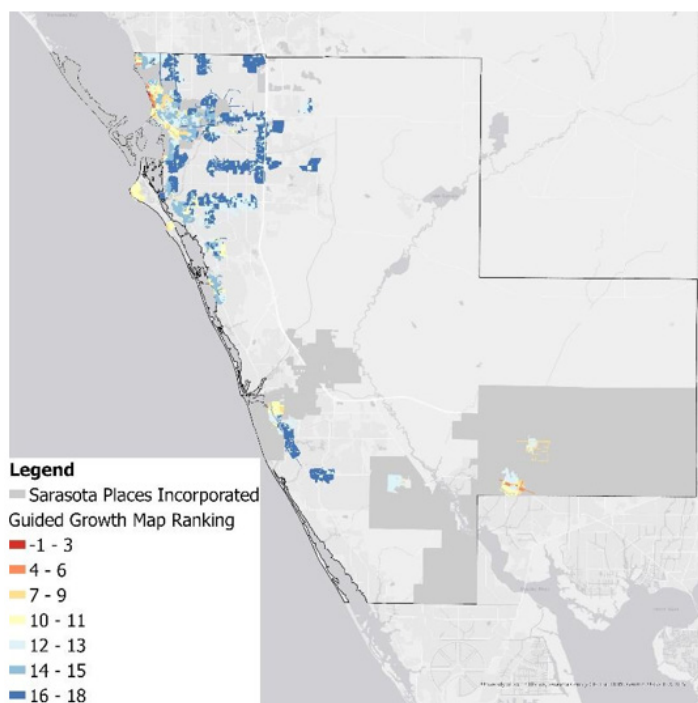 Legend
Sarasota Places Incorporated
Guided Growth Map Ranking
-1 - 3
4 - 6
7 - 9
10 - 11
12 - 13
14 - 15
16 - 18